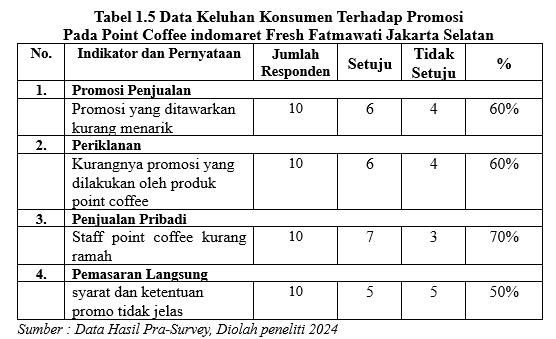 Tabel 1.5 Data Keluhan Konsumen Terhadap Promosi
Pada Point Coffee indomaret Fresh Fatmawati Jakarta Selatan
No. Indikator dan Pernyataan Jumlah Responden Setuju Tidak Setuju %
1. Promosi Penjualan
Promosi yang ditawarkan 10 6 4 60%
kurang menarik
2. Periklanan
Kurangnya promosi yang 10 6 4 60%
dilakukan oleh produk
point coffee
3. Penjualan Pribadi
Staff point coffee kurang 10 7 3 70%
ramah
4. Pemasaran Langsung
syarat dan ketentuan 10 5 5 50%
promo tidak jelas
Sumber : Data Hasil Pra-Survey, Diolah peneliti 2024